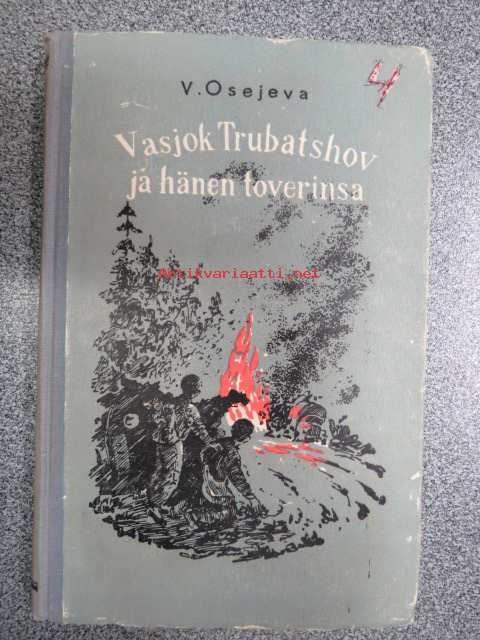 V. Osejeva
4
Vasjok Trubatshov
ja hänen toverinsa
Antikvariaatti.net